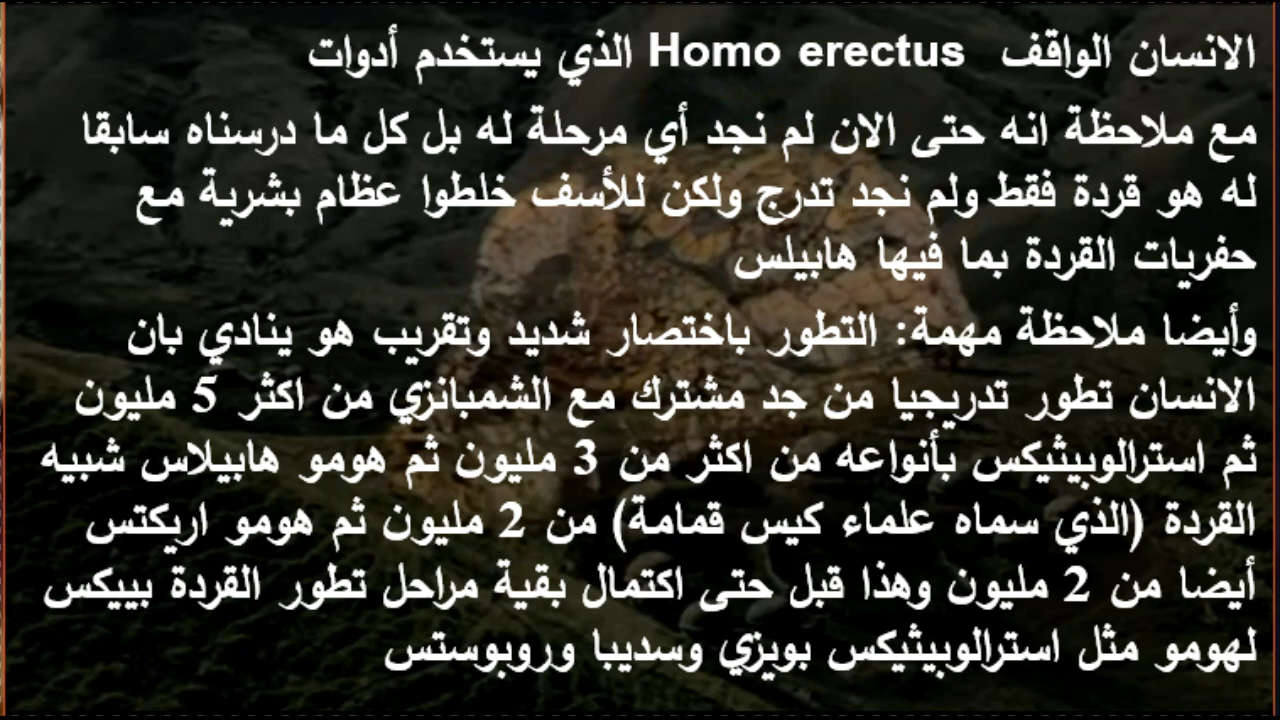 الانسان الواقف Homo erectus الذي يستخدم أدوات
مع ملاحظة انه حتى الان لم نجد أي مرحلة له بل كل ما درسناه سابقا
له هو قردة فقط ولم نجد تدرج ولكن للأسف خلطوا عظام بشرية مع
حفريات القردة بما فيها هابيلس
وأيضا ملاحظة مهمة: التطور باختصار شديد وتقريب هو ينادي بان
الانسان تطور تدريجيا من جد مشترك مع الشمبانزي من اكثر 5 مليون
ثم استرالوبيثيكس بأنواعه من اكثر من 3 مليون ثم هومو هابيلاس شبيه
القردة (الذي سماه علماء كيس قمامة) من 2 مليون ثم هومو اريكتس
أيضا من 2 مليون وهذا قبل حتى اكتمال بقية مراحل تطور القردة بييكس
لهومو مثل استرالوبيثيكس بويزي وسديبا وروبوستس